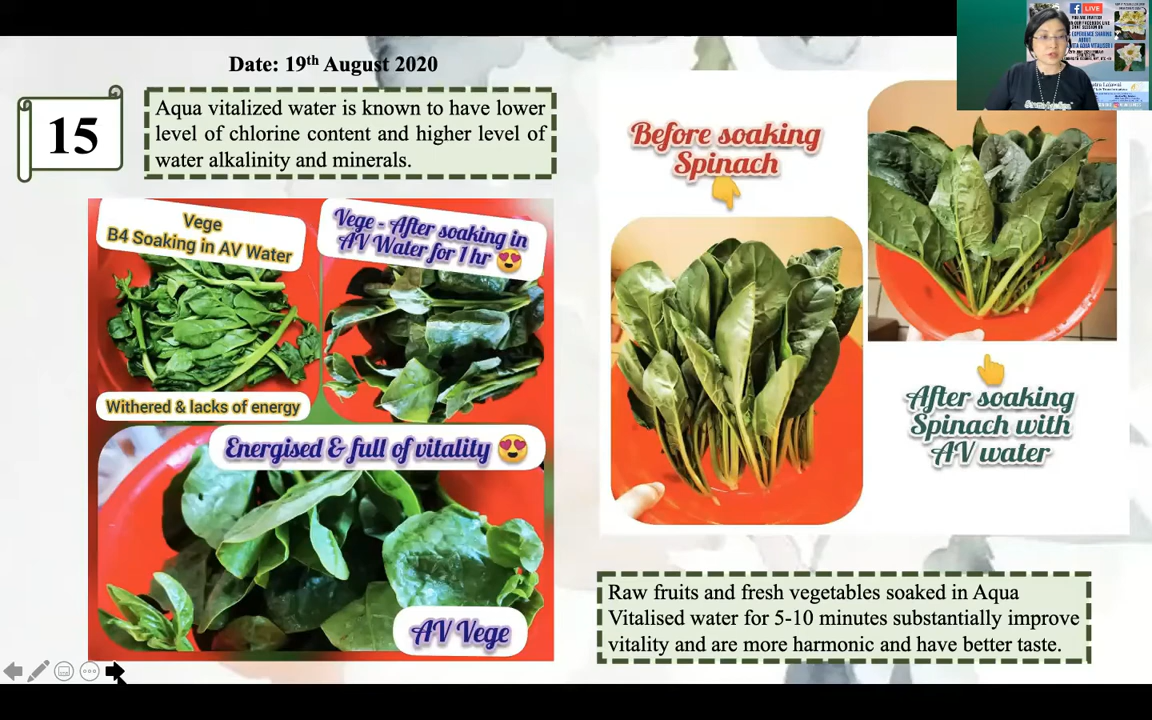 Date: 19th August 2020
15
Aqua vitalized water is known to have lower
level of chlorine content and higher level of
water alkalinity and minerals.
Vege
B4 Soaking in AV Water
Vege - After soaking in
AV Water for 1 hr
Withered & lacks of energy
Energised & full of vitality
AV Vege
Before soaking
Spinach
After soaking
Spinach with
AV water
Raw fruits and fresh vegetables soaked in Aqua
Vitalised water for 5-10 minutes substantially improve
vitality and are more harmonic and have better taste.
LIVE
ABOUT